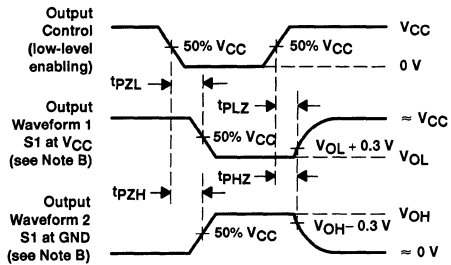 Output
Control
(low-level
enabling)
50% VCC
50% VCC
VCC
0 V
tPZL
tPLZ
Output
Waveform 1
S1 at VCC
(see Note B)
50% VCC
≈ VCC
VOL + 0.3 V
VOL
tPHZ
tPZH
Output
Waveform 2
S1 at GND
(see Note B)
50% VCC
VOH
VOH − 0.3 V
≈ 0 V